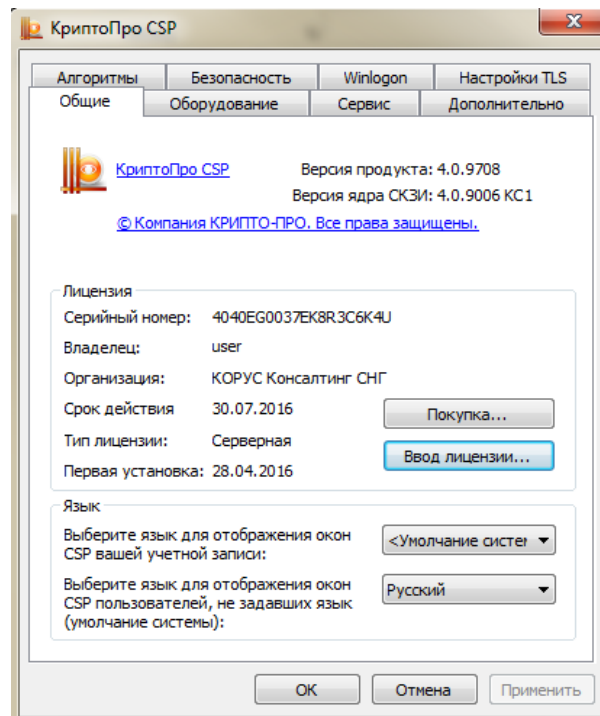 КриптоПро CSP
Алгоритмы Безопасность Winlogon Настройки TLS
Общие Оборудование Сервис Дополнительно
КриптоПро CSP Версия продукта: 4.0.9708
Версия ядра СКЗИ: 4.0.9006 КС1
© Компания КРИПТО-ПРО. Все права защищены.
Лицензия
Серийный номер: 4040EG0037EK8R3C6K4U
Владелец: user
Организация: КОРУС Консалтинг СНГ
Срок действия 30.07.2016 Покупка...
Тип лицензии: Серверная Ввод лицензии...
Первая установка: 28.04.2016
Язык
Выберите язык для отображения окон
CSP вашей учетной записи: <Умолчание систег
Выберите язык для отображения окон
CSP пользователей, не задавших язык Русский
(умолчание системы):
ОК Отмена Применить